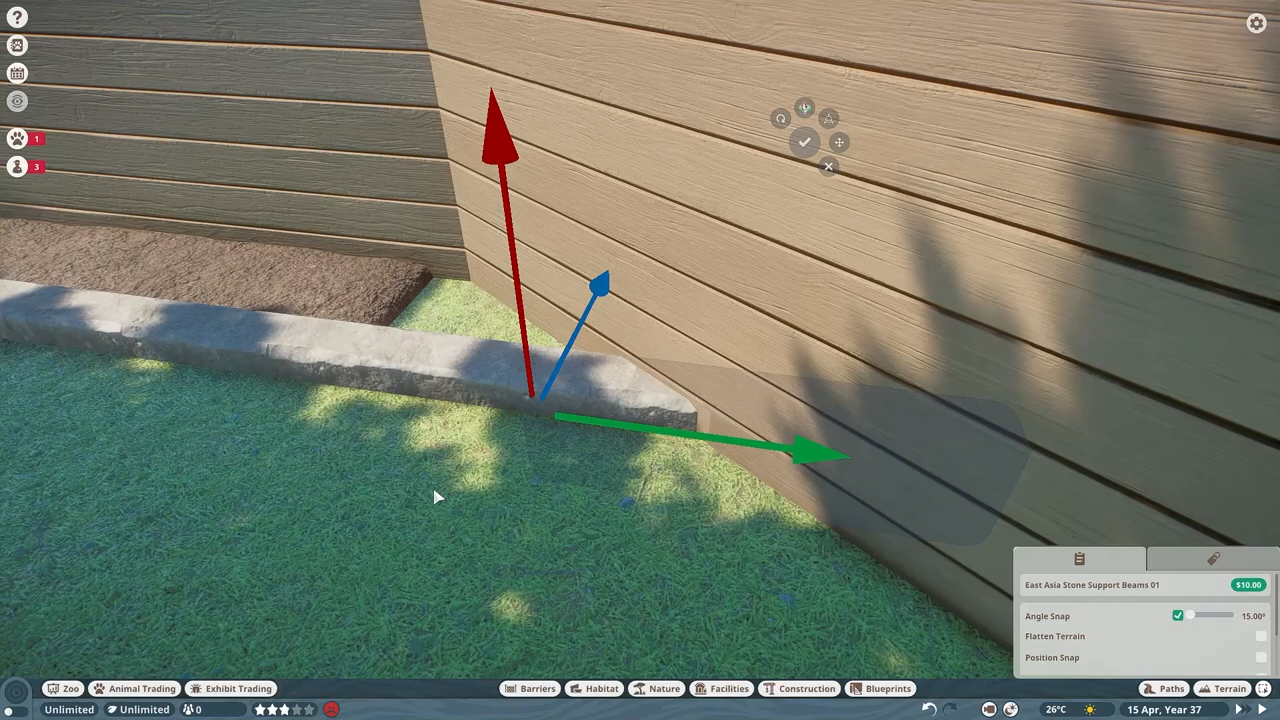 ?
1
3
East Asia Stone Support Beams 01 $10.00
Angle Snap 15.00°
Flatten Terrain
Position Snap
Zoo Animal Trading Exhibit Trading Barriers Habitat Nature Facilities Construction Blueprints Paths Terrain
Unlimited Unlimited 0 26°C 15 Apr, Year 37